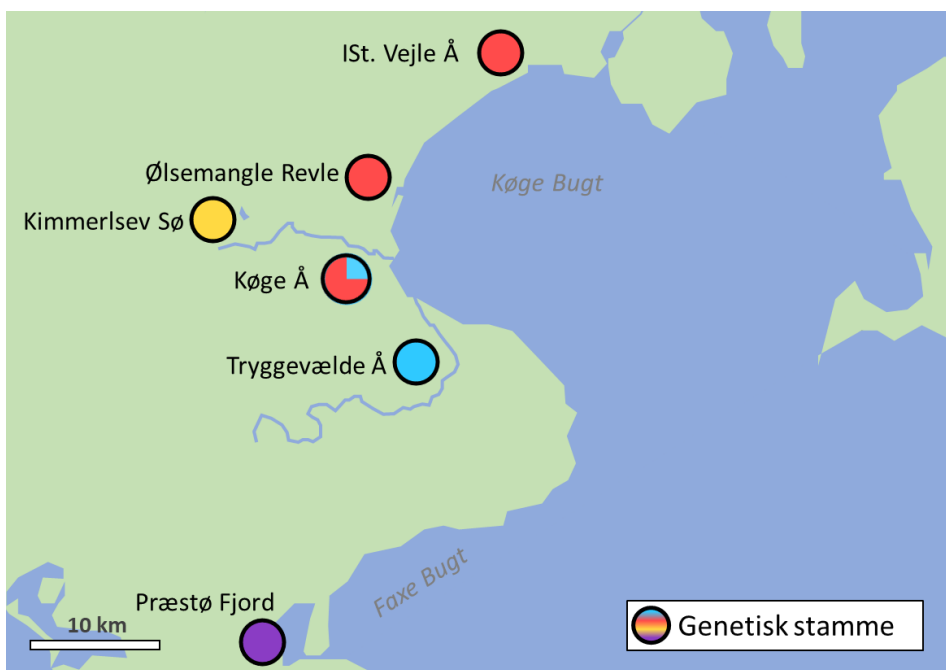 ISt. Vejle Å
Ølsemangle Revle
Køge Bugt
Kimmerlsev Sø
Køge Å
Tryggevælde Å
Faxe Bugt
Præstø Fjord
10 km
Genetisk stamme